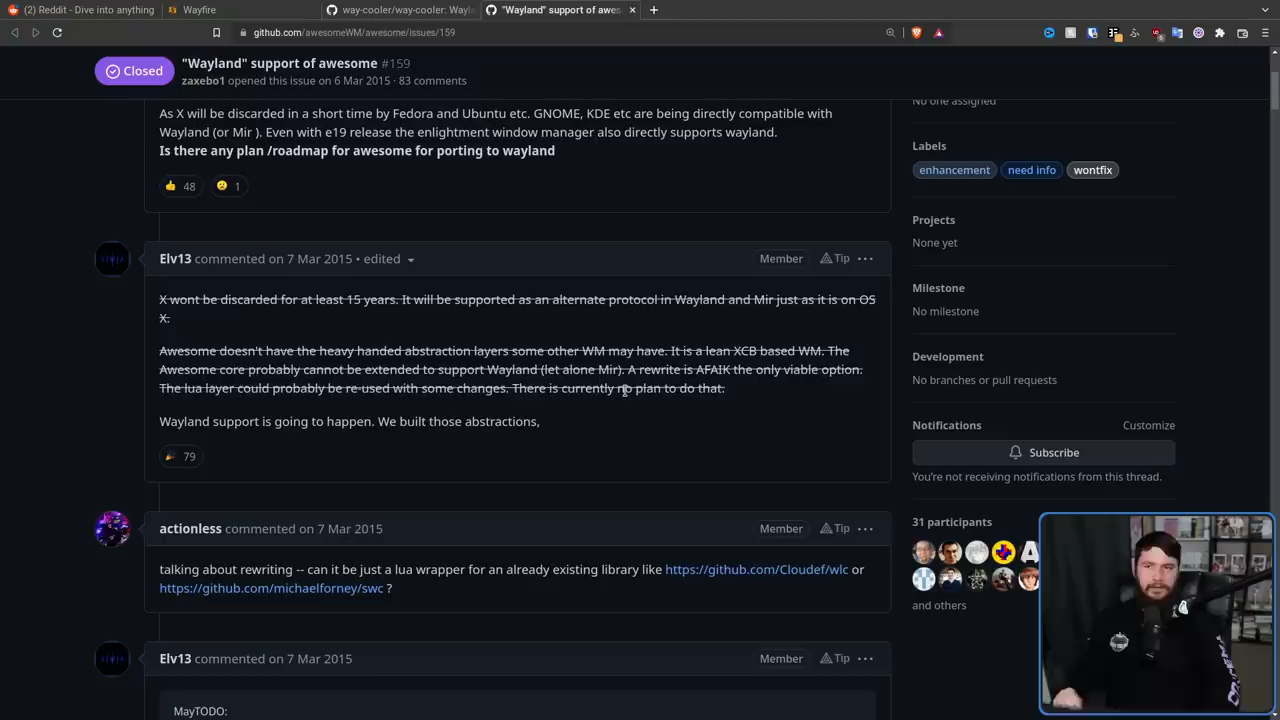 (2) Reddit - Dive into anything
Wayfire
way-cooler/way-cooler: Wayl
"Wayland" support of awes
github.com/awesomeWM/awesome/issues/159
Closed
"Wayland" support of awesome #159
zaxebo1 opened this issue on 6 Mar 2015 · 83 comments
As X will be discarded in a short time by Fedora and Ubuntu etc. GNOME, KDE etc are being directly compatible with
Wayland (or Mir ). Even with e19 release the enlightment window manager also directly supports wayland.
Is there any plan /roadmap for awesome for porting to wayland
48
1
Elv13 commented on 7 Mar 2015 • edited
Member
Tip
X wont be discarded for at least 15 years. It will be supported as an alternate protocol in Wayland and Mir just as it is on OS
X.
Awesome doesn't have the heavy handed abstraction layers some other WM may have. It is a lean XCB based WM. The
Awesome core probably cannot be extended to support Wayland (let alone Mir). A rewrite is AFAIK the only viable option.
The lua layer could probably be re-used with some changes. There is currently no plan to do that.
Wayland support is going to happen. We built those abstractions,
79
actionless commented on 7 Mar 2015
Member
Tip
talking about rewriting -- can it be just a lua wrapper for an already existing library like https://github.com/Cloudef/wlc or
https://github.com/michaelforney/swc ?
Elv13 commented on 7 Mar 2015
Member
Tip
MayTODO:
No one assigned
Labels
enhancement
need info
wontfix
Projects
None yet
Milestone
No milestone
Development
No branches or pull requests
Notifications
Customize
Subscribe
You're not receiving notifications from this thread.
31 participants
and others